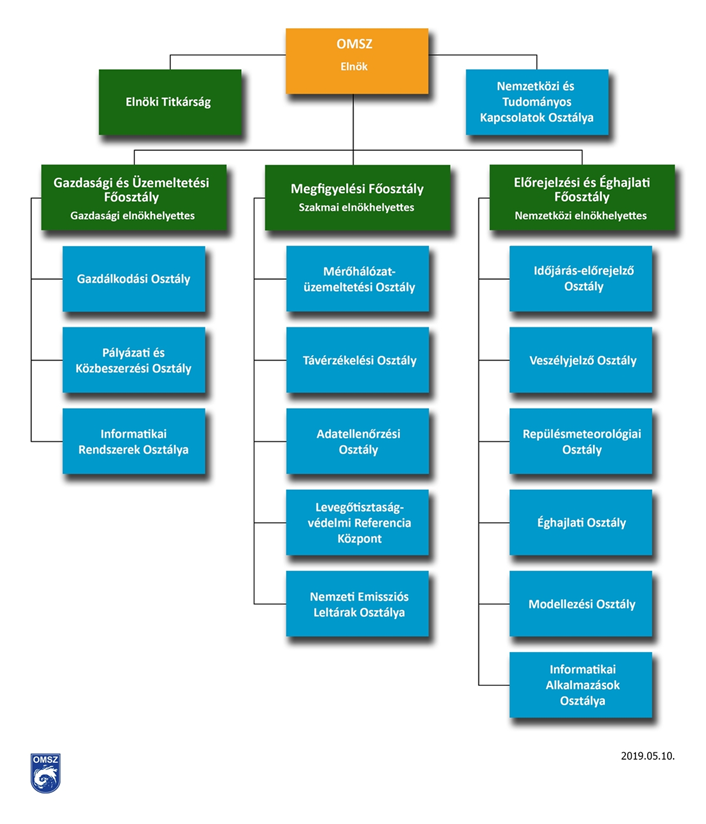 OMSZ
Elnök
Elnöki Titkárság
Nemzetközi és
Tudományos
Kapcsolatok Osztálya
Gazdasági és Üzemeltetési
Főosztály
Gazdasági elnökhelyettes
Megfigyelési Főosztály
Szakmai elnökhelyettes
Előrejelzési és Éghajlati
Főosztály
Nemzetközi elnökhelyettes
Gazdálkodási Osztály
Pályázati és
Közbeszerzési Osztály
Informatikai
Rendszerek Osztálya
Mérőhálózat-
üzemeltetési Osztály
Távérzékelési Osztály
Adatellenőrzési
Osztály
Levegőtisztaság-
védelmi Referencia
Központ
Nemzeti Emissziós
Leltárak Osztálya
Időjárás-előrejelző
Osztály
Veszélyjelző Osztály
Repülésmeteorológiai
Osztály
Éghajlati Osztály
Modellezési Osztály
Informatikai
Alkalmazások
Osztálya
OMSZ
2019.05.10.